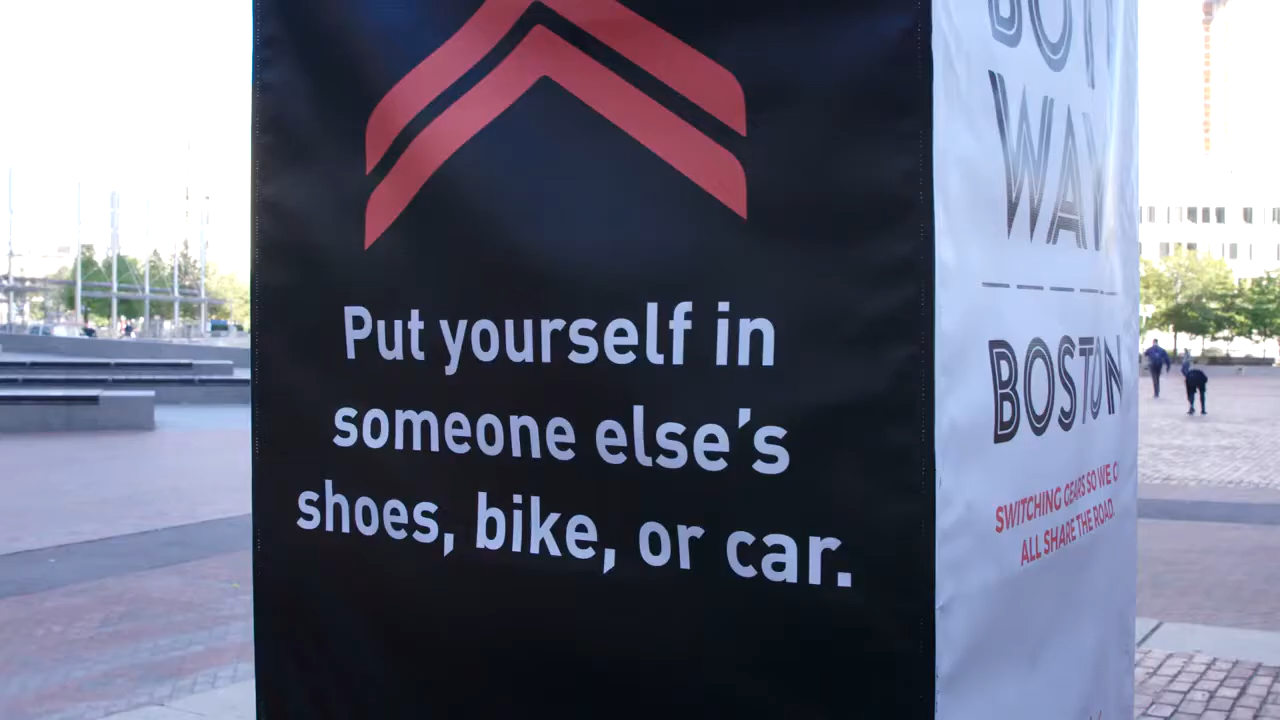 Put yourself in
someone else's
shoes, bike, or car.
WAY
BOSTON
SWITCHING GEARS SO WE
ALL SHARE THE ROAD.